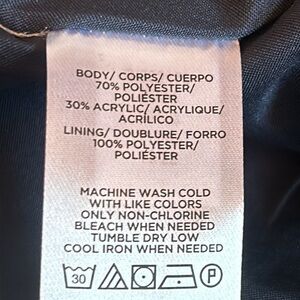 BODY/ CORPS/ CUERPO
70% POLYESTER/
POLIÉSTER
30% ACRYLIC/ ACRYLIQUE/
ACRÍLICO
LINING/ DOUBLURE/ FORRO
100% POLYESTER/
POLIÉSTER
MACHINE WASH COLD
WITH LIKE COLORS
ONLY NON-CHLORINE
BLEACH WHEN NEEDED
TUMBLE DRY LOW
COOL IRON WHEN NEEDED
30 P